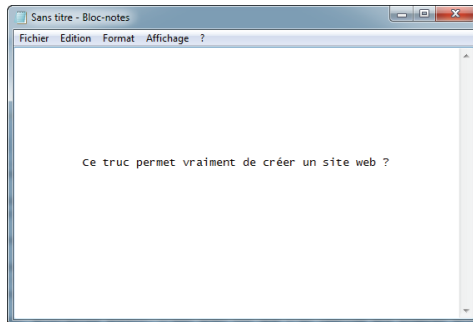 Sans titre - Bloc-notes
Fichier Edition Format Affichage ?
Ce truc permet vraiment de créer un site web ?